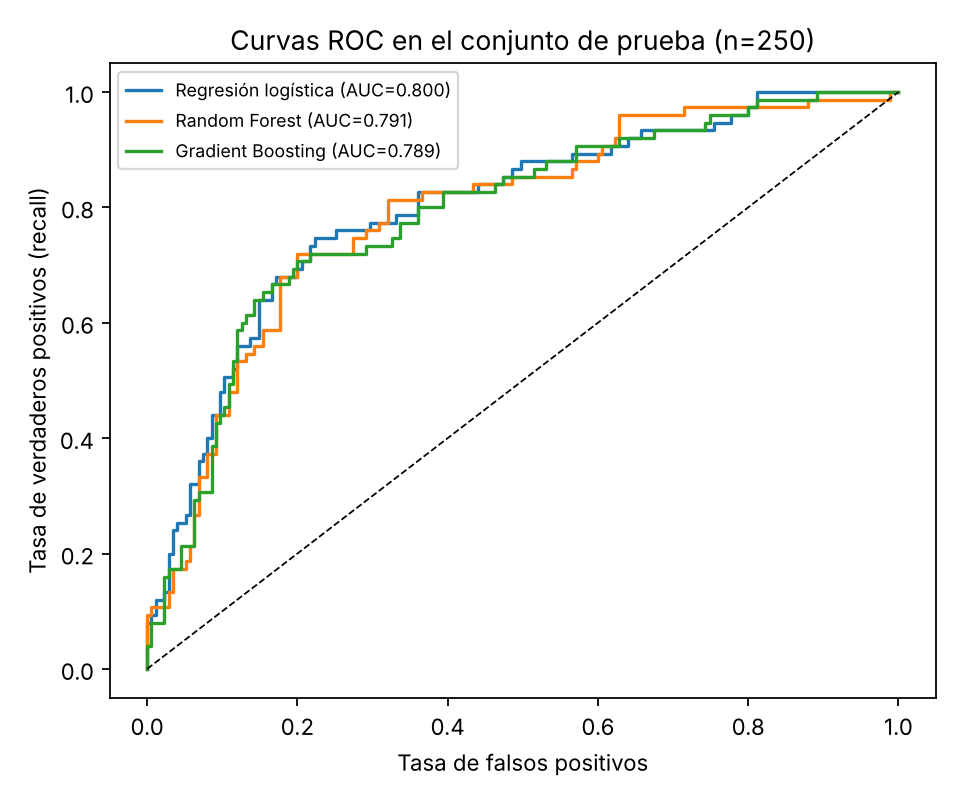 Curvas ROC en el conjunto de prueba (n=250)
Regresión logística (AUC=0.800)
Random Forest (AUC=0.791)
Gradient Boosting (AUC=0.789)
Tasa de verdaderos positivos (recall)
1.0
0.8
0.6
0.4
0.2
0.0
0.0 0.2 0.4 0.6 0.8 1.0
Tasa de falsos positivos